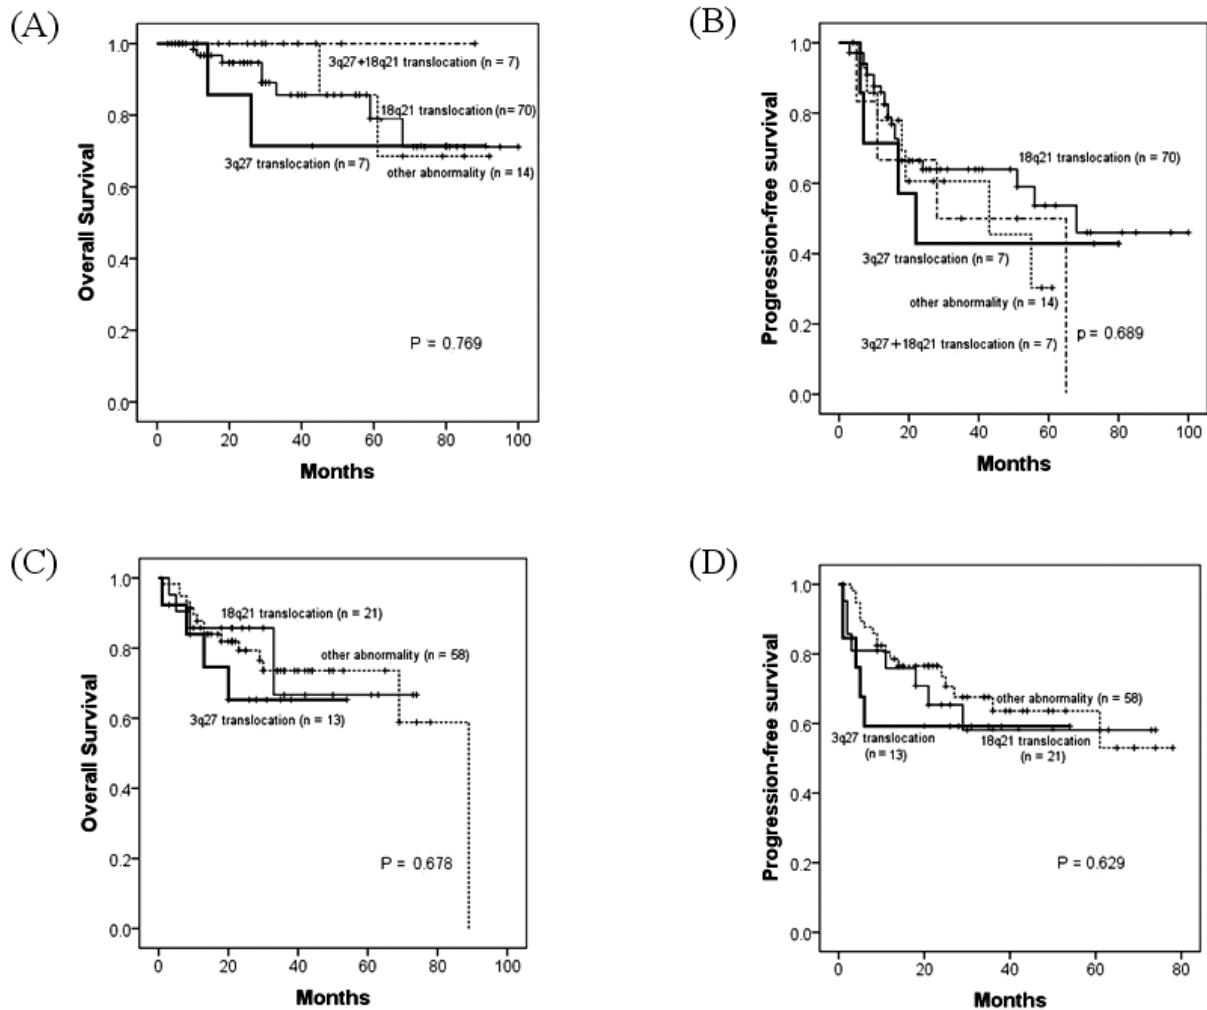 (A)
Overall Survival
1.0
0.8
0.6
0.4
0.2
0.0
3q27+18q21 translocation (n = 7)
18q21 translocation (n = 70)
3q27 translocation (n = 7)
other abnormality (n = 14)
P = 0.769
0 20 40 60 80 100
Months
(B)
Progression-free survival
1.0
0.8
0.6
0.4
0.2
0.0
18q21 translocation (n = 70)
3q27 translocation (n = 7)
other abnormality (n = 14)
3q27+18q21 translocation (n = 7)
p = 0.689
0 20 40 60 80 100
Months
(C)
Overall Survival
1.0
0.8
0.6
0.4
0.2
0.0
18q21 translocation (n = 21)
other abnormality (n = 58)
3q27 translocation (n = 13)
P = 0.678
0 20 40 60 80 100
Months
(D)
Progression-free survival
1.0
0.8
0.6
0.4
0.2
0.0
other abnormality (n = 58)
3q27 translocation
(n = 13)
18q21 translocation
(n = 21)
P = 0.629
0 20 40 60 80
Months